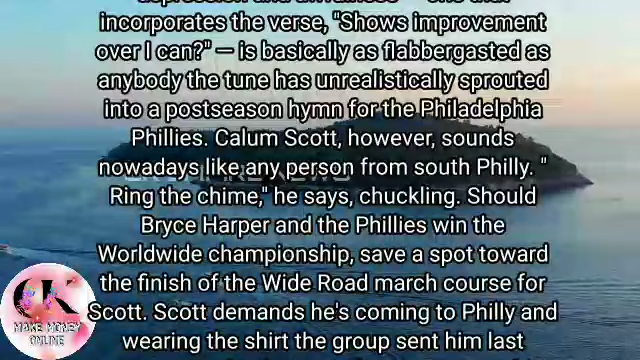 incorporates the verse, "Shows improvement
over I can?" — is basically as flabbergasted as
anybody the tune has unrealistically sprouted
into a postseason hymn for the Philadelphia
Phillies. Calum Scott, however, sounds
nowadays like any person from south Philly. "
Ring the chime," he says, chuckling. Should
Bryce Harper and the Phillies win the
Worldwide championship, save a spot toward
the finish of the Wide Road march course for
Scott. Scott demands he's coming to Philly and
wearing the shirt the group sent him last
CK
MAKE MONEY
ONLINE